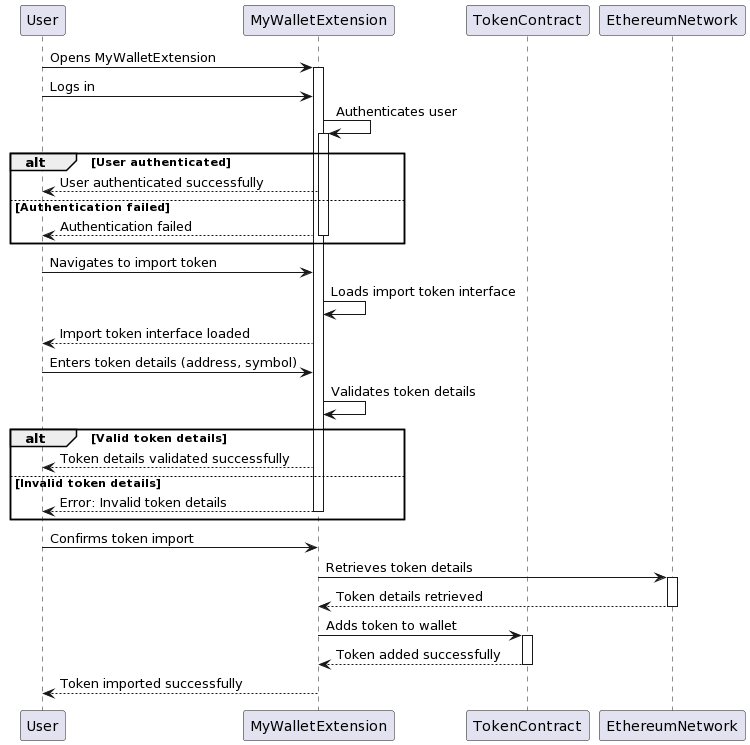 User MyWalletExtension TokenContract EthereumNetwork
Opens MyWalletExtension
Logs in
Authenticates user
alt [User authenticated]
User authenticated successfully
[Authentication failed]
Authentication failed
Navigates to import token
Loads import token interface
Import token interface loaded
Enters token details (address, symbol)
Validates token details
alt [Valid token details]
Token details validated successfully
[Invalid token details]
Error: Invalid token details
Confirms token import
Retrieves token details
Token details retrieved
Adds token to wallet
Token added successfully
Token imported successfully
User MyWalletExtension TokenContract EthereumNetwork